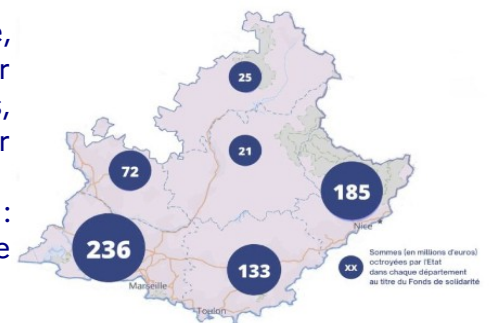 e,
r
s,
r
:
e
25
21
72
185
236
133
Nice
Marseille
Toulon
XX
Sommes (en millions d'euros)
octroyées par l'Etat
dans chaque département
au titre du Fonds de solidarité